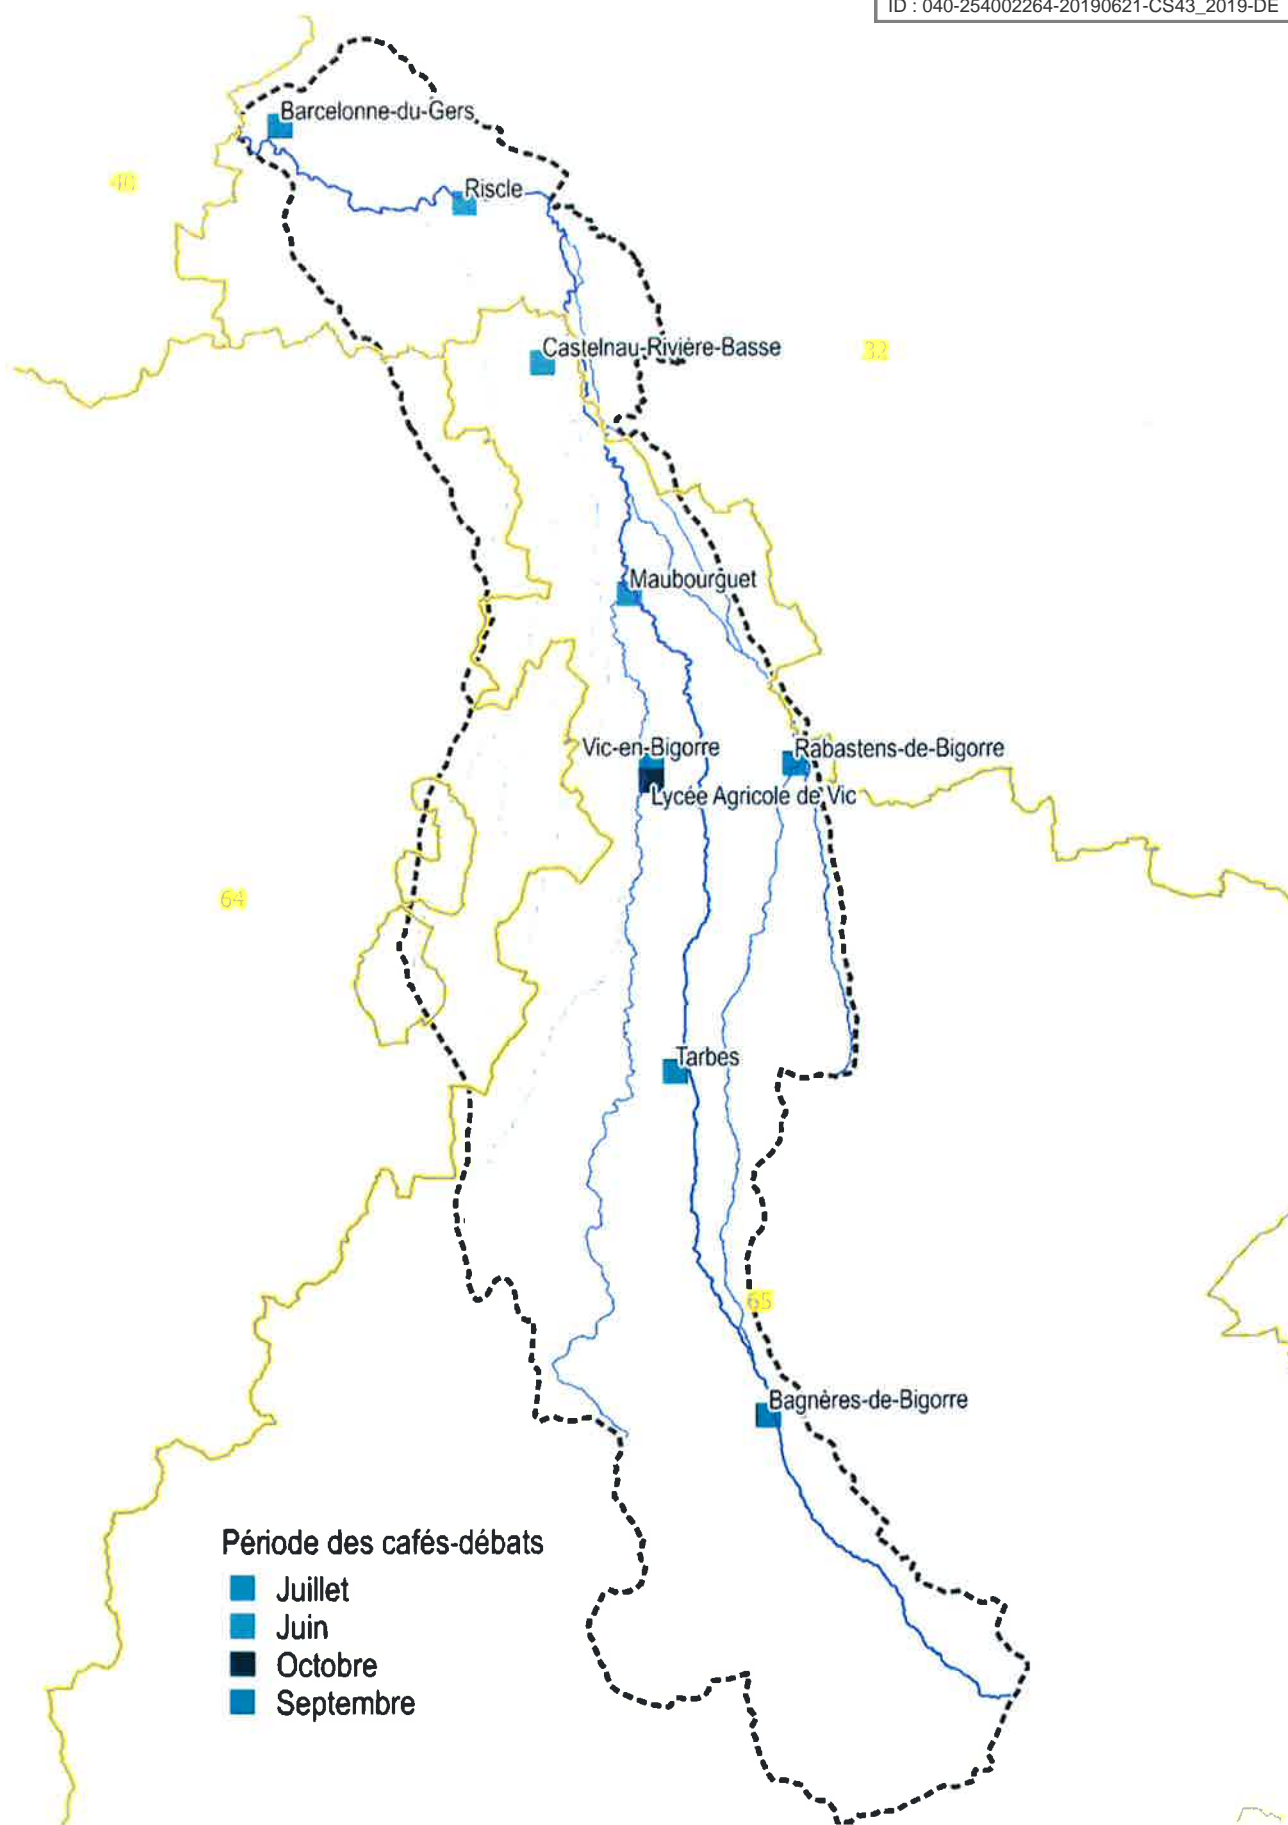 ID : 040-254002264-20190621-CS43_2019-DE
Barcelonne-du-Gers
40
Riscle
Castelnau-Rivière-Basse
32
Maubourguet
Vic-en-Bigorre
Rabastens-de-Bigorre
Lycée Agricole de Vic
64
Tarbes
65
Bagnères-de-Bigorre
Période des cafés-débats
Juillet
Juin
Octobre
Septembre